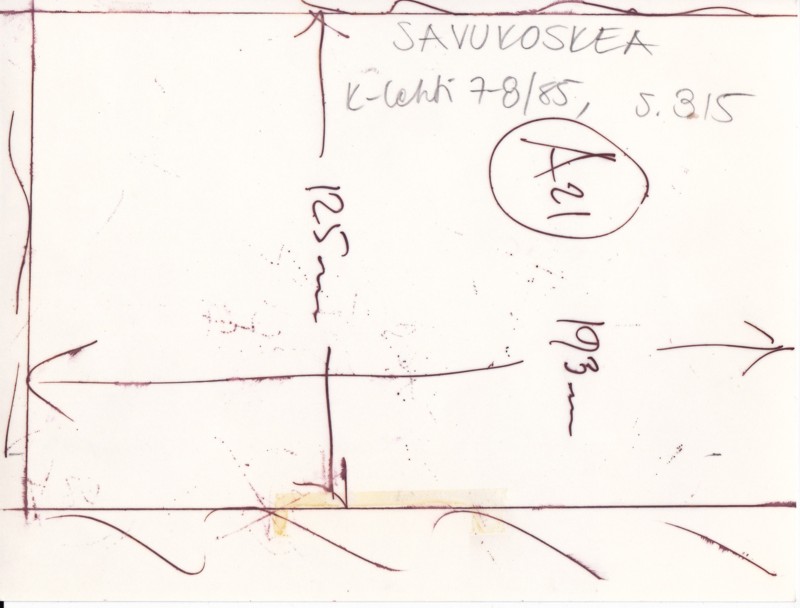 SAVUKOSKEA
K-lehti 7-8/85, s. 315
A21
125 mm
193 mm